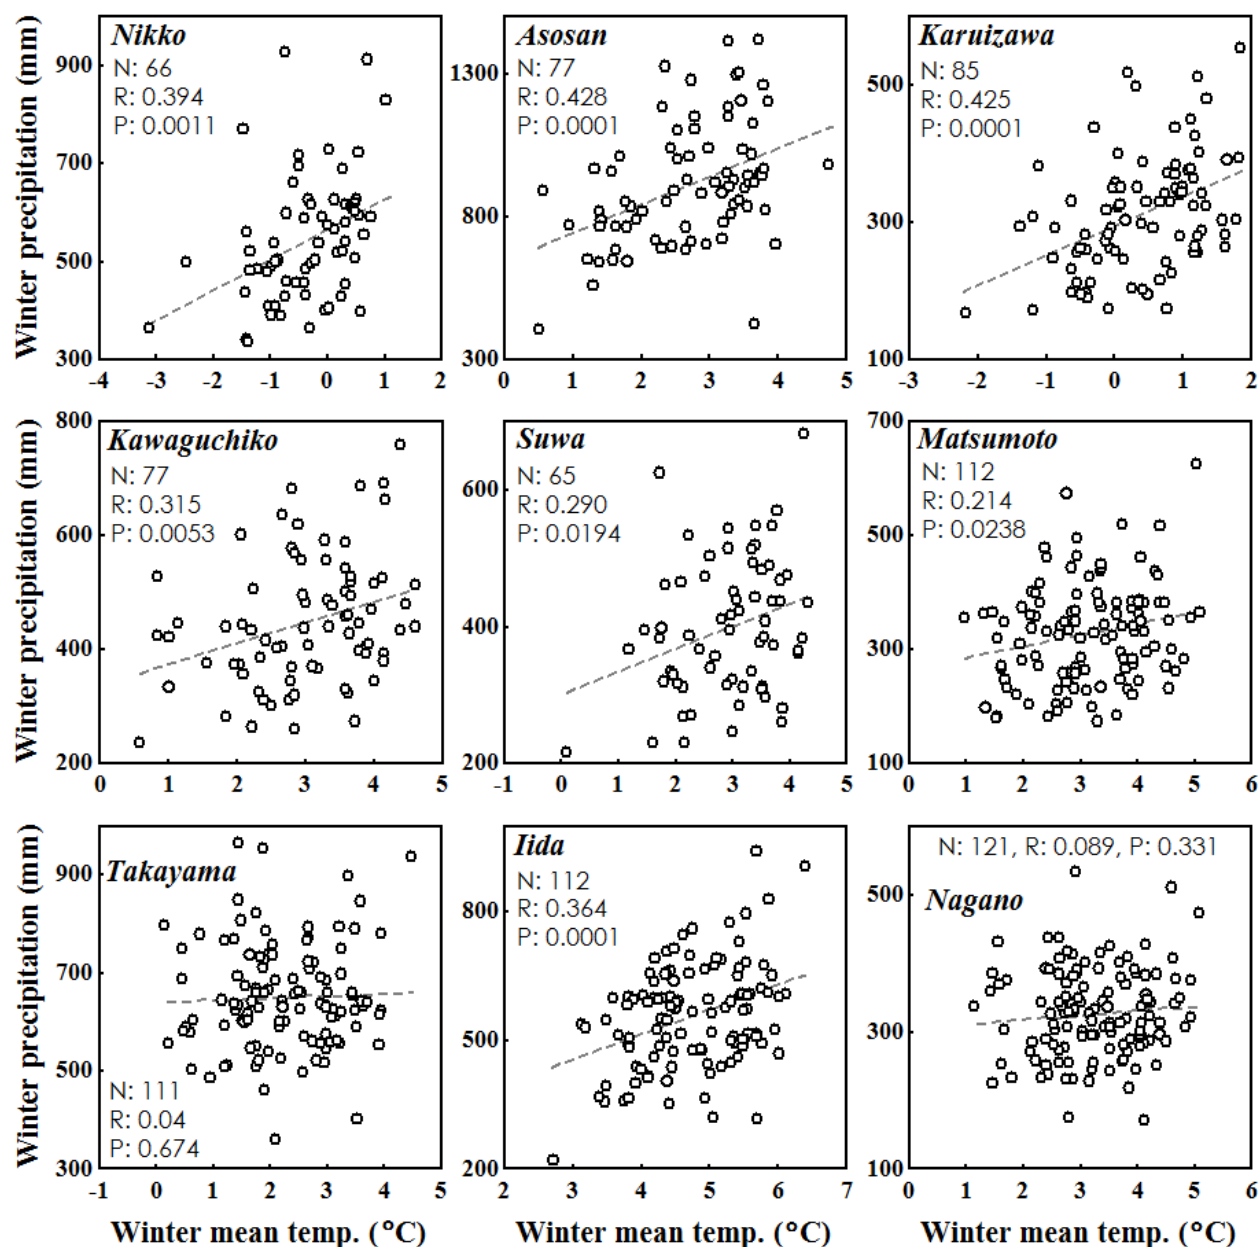 Winter precipitation (mm)
Nikko
N: 66
R: 0.394
P: 0.0011
900
700
500
300
-4 -3 -2 -1 0 1 2
Asosan
N: 77
R: 0.428
P: 0.0001
1300
800
300
0 1 2 3 4 5
Karuizawa
N: 85
R: 0.425
P: 0.0001
500
300
100
-3 -2 -1 0 1 2
Winter precipitation (mm)
Kawaguchiko
N: 77
R: 0.315
P: 0.0053
800
600
400
200
0 1 2 3 4 5
Suwa
N: 65
R: 0.290
P: 0.0194
600
400
200
-1 0 1 2 3 4 5
Matsumoto
N: 112
R: 0.214
P: 0.0238
700
500
300
100
0 1 2 3 4 5 6
Winter precipitation (mm)
Takayama
N: 111
R: 0.04
P: 0.674
900
700
500
300
-1 0 1 2 3 4 5
Winter mean temp. (°C)
Iida
N: 112
R: 0.364
P: 0.0001
800
500
200
2 3 4 5 6 7
Winter mean temp. (°C)
N: 121, R: 0.089, P: 0.331
Nagano
500
300
100
0 1 2 3 4 5 6
Winter mean temp. (°C)